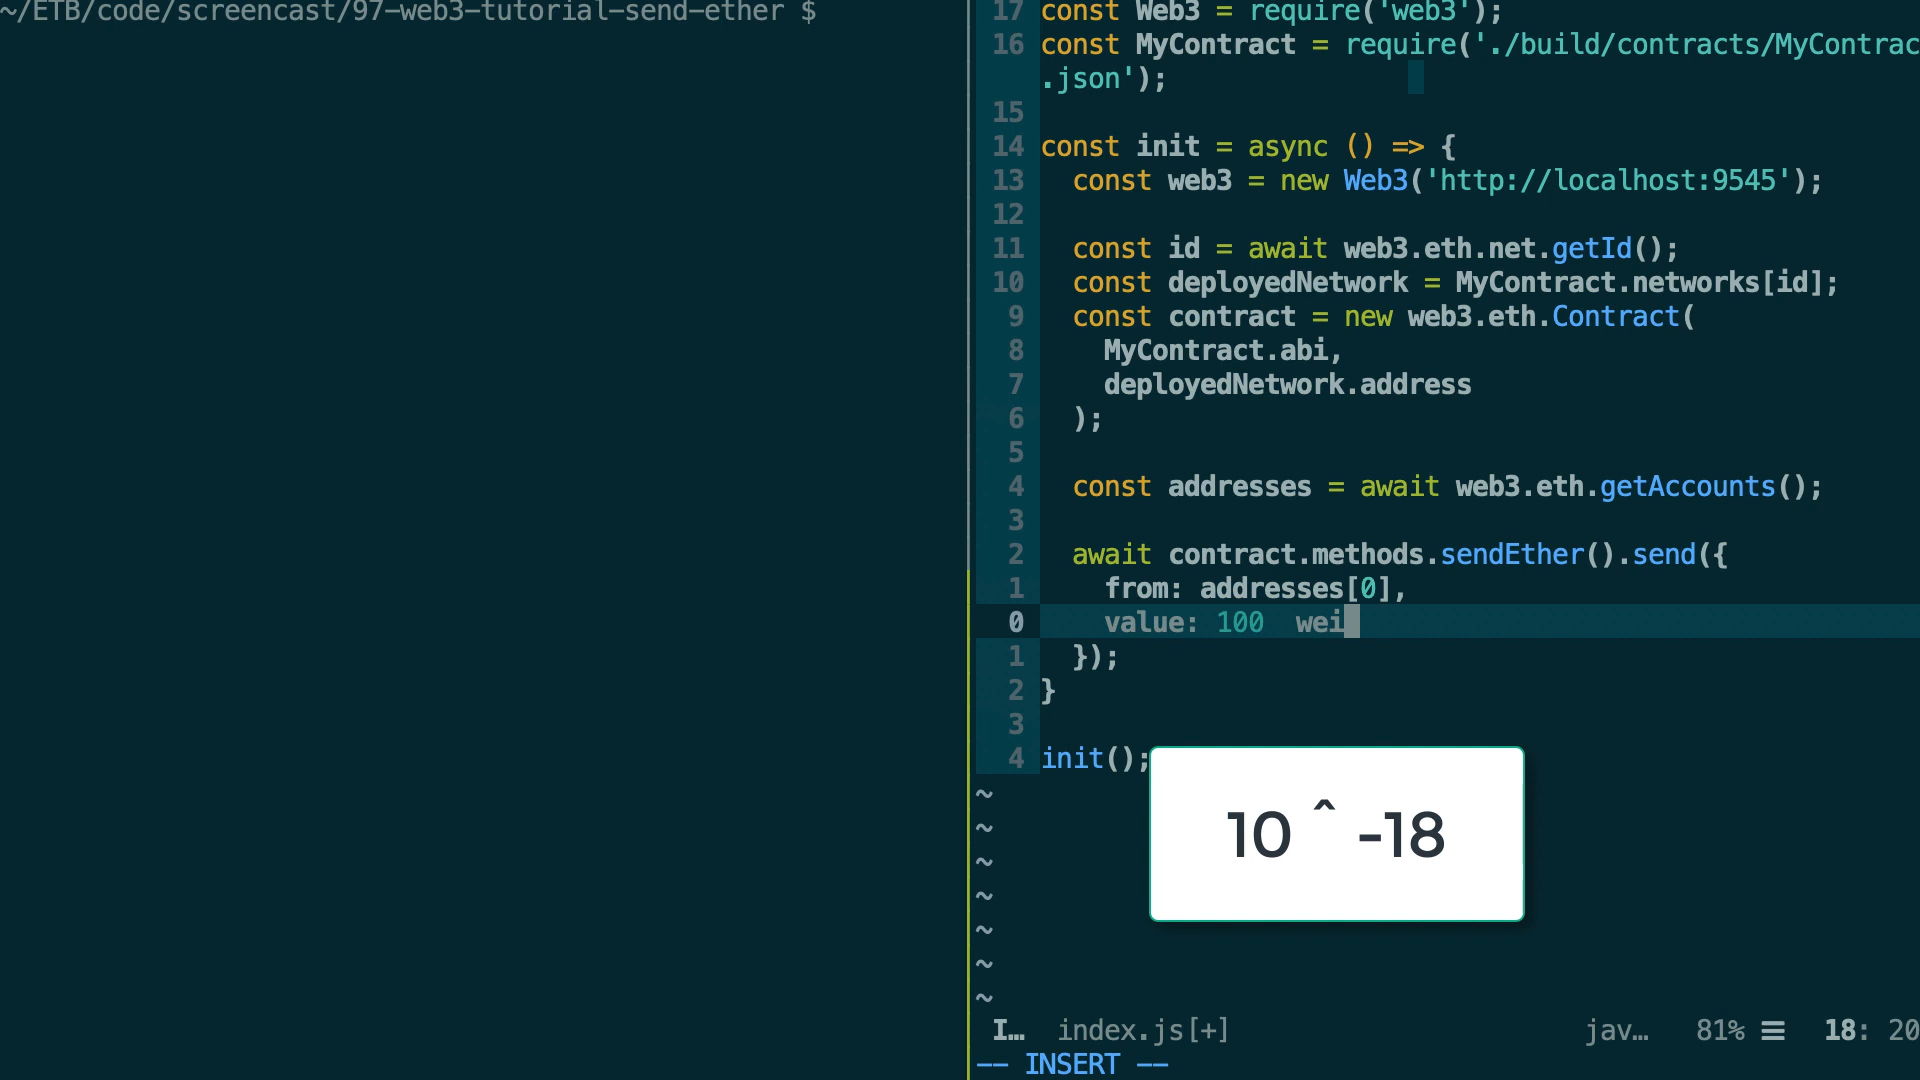 ~/ETB/code/screencast/97-web3-tutorial-send-ether $
17 const Web3 = require('web3');
16 const MyContract = require('./build/contracts/MyContrac
.json');
15
14 const init = async () => {
13 const web3 = new Web3('http://localhost:9545');
12
11 const id = await web3.eth.net.getId();
10 const deployedNetwork = MyContract.networks[id];
9 const contract = new web3.eth.Contract(
8 MyContract.abi,
7 deployedNetwork.address
6 );
5
4 const addresses = await web3.eth.getAccounts();
3
2 await contract.methods.sendEther().send({
1 from: addresses[0],
0 value: 100  wei
1 });
2 }
3
4 init();
10 ^ -18
~
~
~
~
~
~
~
I… index.js[+] jav… 81% ☰ 18: 20
-- INSERT --